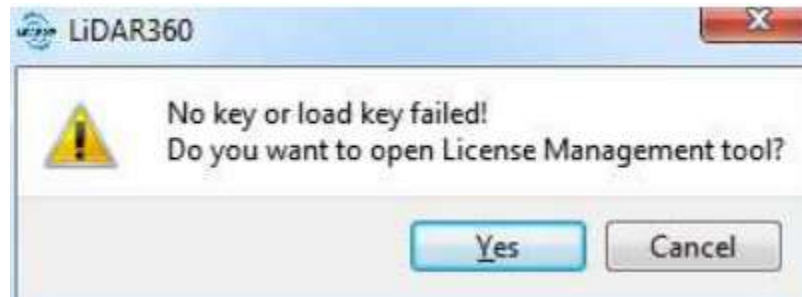 LiDAR360
No key or load key failed!
Do you want to open License Management tool?
Yes
Cancel